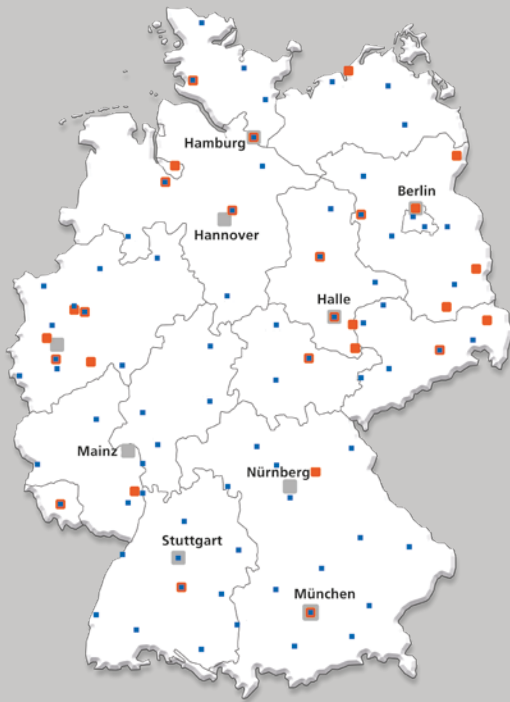 Hamburg
Berlin
Hannover
Halle
Mainz
Nürnberg
Stuttgart
München